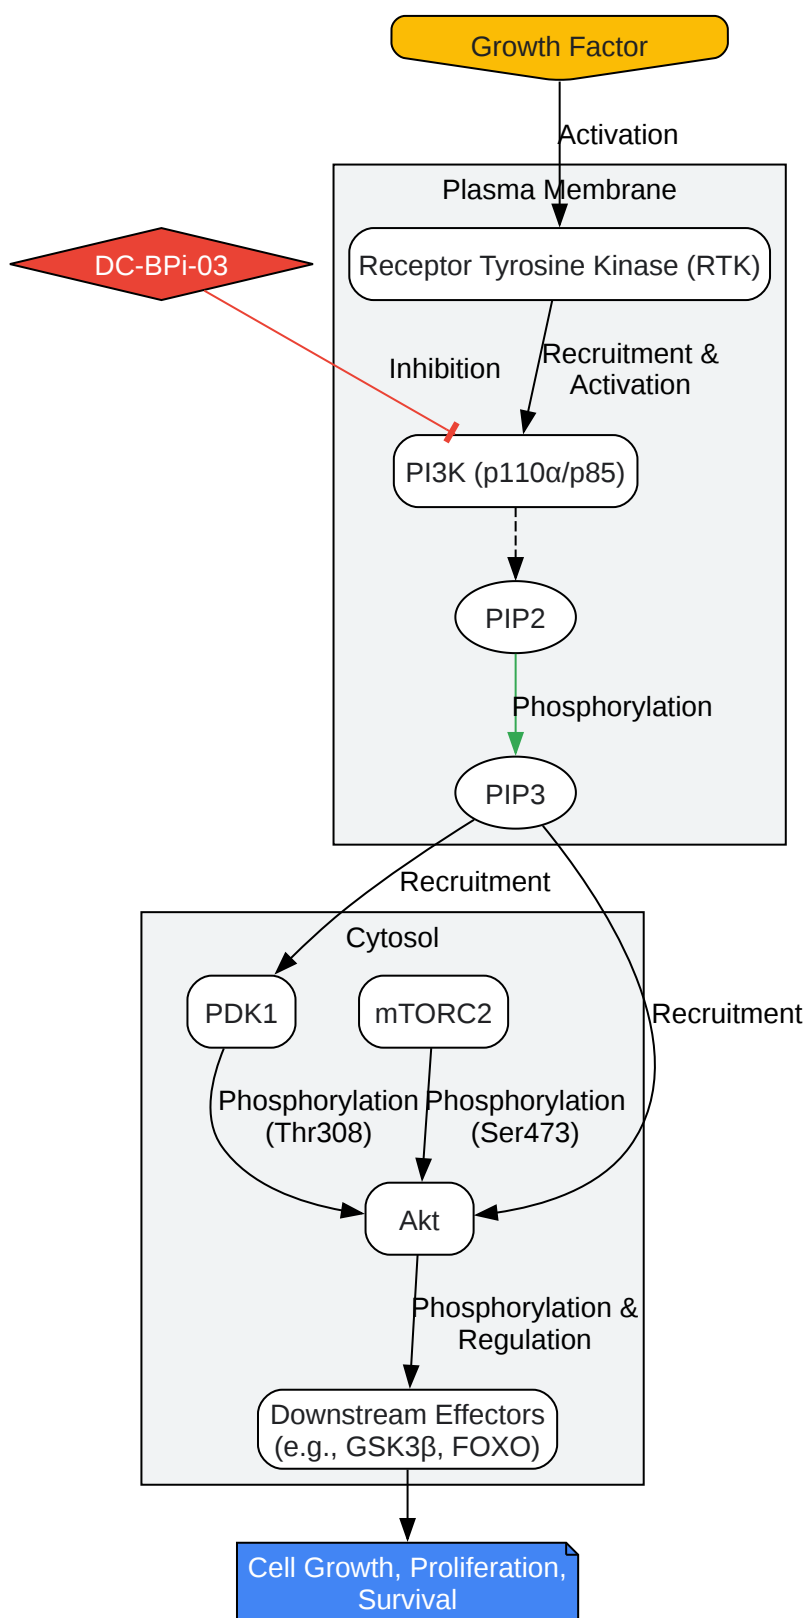 Growth Factor
Activation
Plasma Membrane
DC-BPi-03
Receptor Tyrosine Kinase (RTK)
Inhibition
Recruitment &
Activation
PI3K (p110α/p85)
PIP2
Phosphorylation
PIP3
Recruitment
Cytosol
PDK1
mTORC2
Recruitment
Phosphorylation
(Thr308)
Phosphorylation
(Ser473)
Akt
Phosphorylation &
Regulation
Downstream Effectors
(e.g., GSK3β, FOXO)
Cell Growth, Proliferation,
Survival